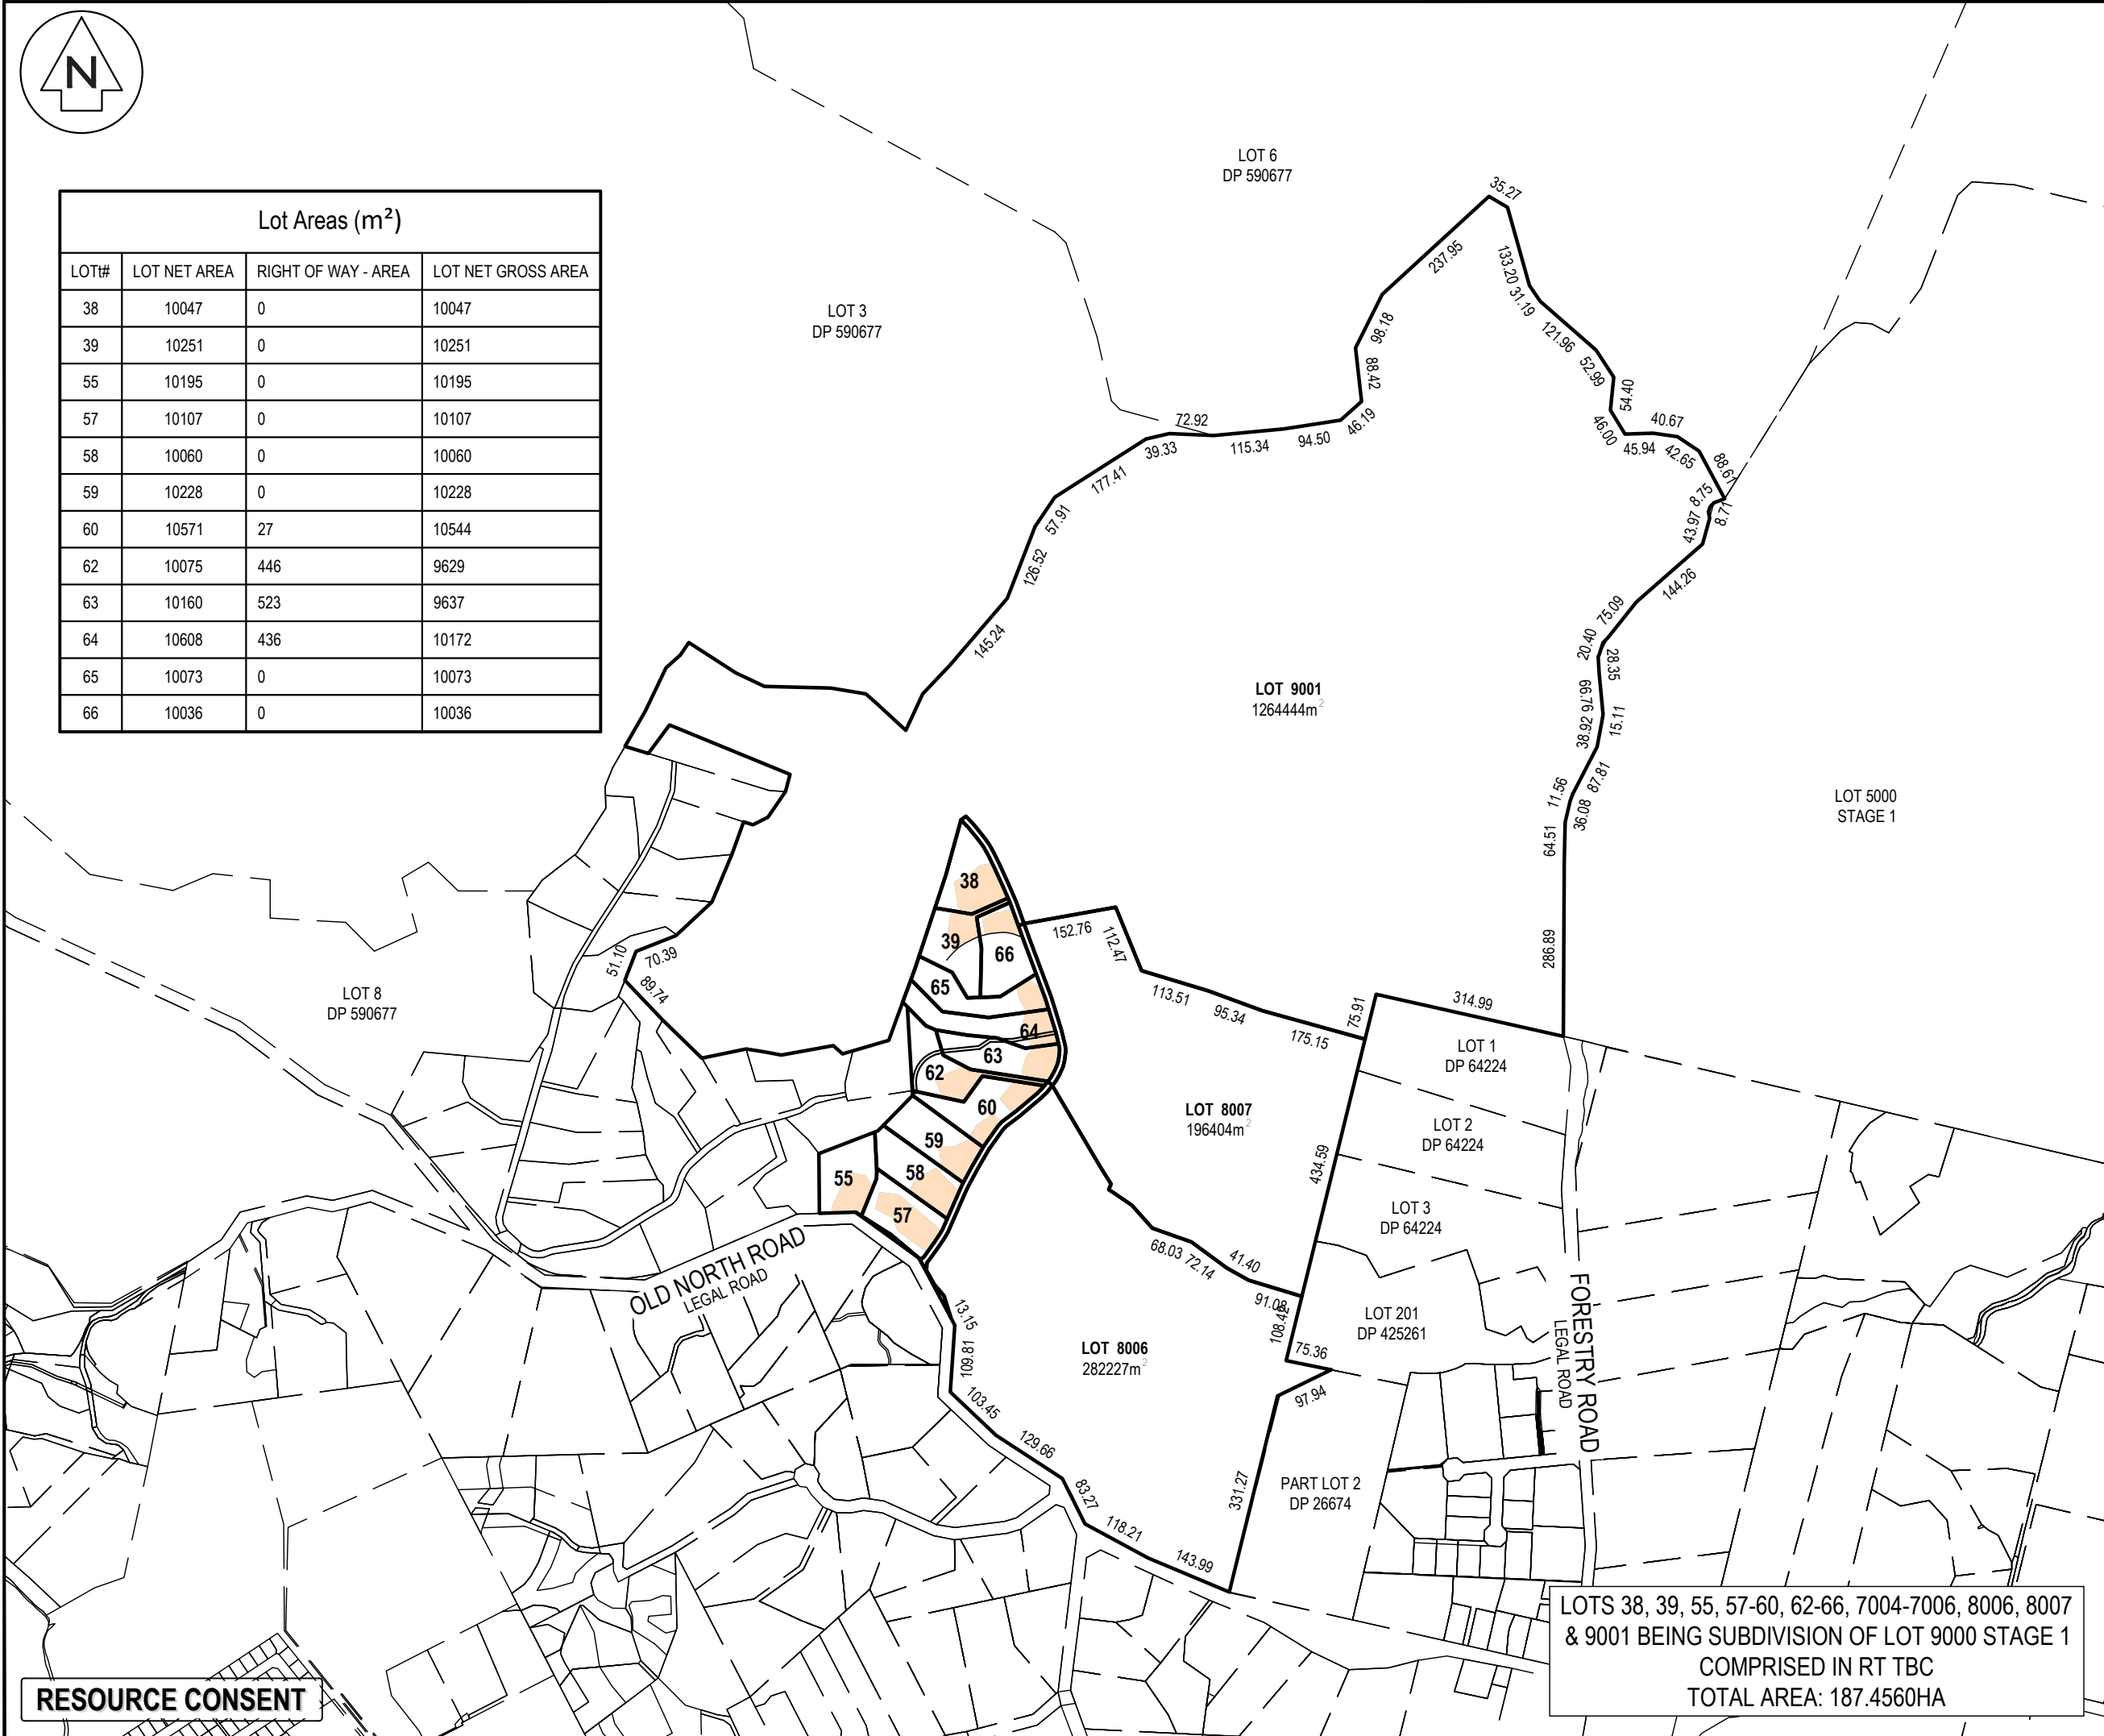 N
Lot Areas (m²)
LOTt# LOT NET AREA RIGHT OF WAY - AREA LOT NET GROSS AREA
38 10047 0 10047
39 10251 0 10251
55 10195 0 10195
57 10107 0 10107
58 10060 0 10060
59 10228 0 10228
60 10571 27 10544
62 10075 446 9629
63 10160 523 9637
64 10608 436 10172
65 10073 0 10073
66 10036 0 10036
LOT 6
DP 590677
LOT 3
DP 590677
35.27
237.95
133.20
31.19
98.18
121.96
88.42
52.99
54.40
46.19
46.00
40.67
72.92
94.50
115.34
39.33
45.94
42.65
88.61
177.41
8.75
8.71
43.97
57.91
126.52
144.26
75.09
145.24
20.40
28.35
LOT 9001
1264444m²
66.76
15.11
38.92
87.81
11.56
36.08
64.51
LOT 5000
STAGE 1
286.89
38
39
66
65
64
63
62
60
59
58
55
57
51.10
70.39
89.74
LOT 8
DP 590677
152.76
112.47
113.51
95.34
175.15
75.91
314.99
LOT 1
DP 64224
LOT 8007
196404m²
LOT 2
DP 64224
434.59
LOT 3
DP 64224
68.03
72.14
41.40
91.08
108.42
75.36
LOT 201
DP 425261
97.94
OLD NORTH ROAD
LEGAL ROAD
FORESTRY ROAD
LEGAL ROAD
13.15
109.81
LOT 8006
282227m²
103.45
129.66
83.27
118.21
143.99
331.27
PART LOT 2
DP 26674
RESOURCE CONSENT
LOTS 38, 39, 55, 57-60, 62-66, 7004-7006, 8006, 8007
& 9001 BEING SUBDIVISION OF LOT 9000 STAGE 1
COMPRISED IN RT TBC
TOTAL AREA: 187.4560HA